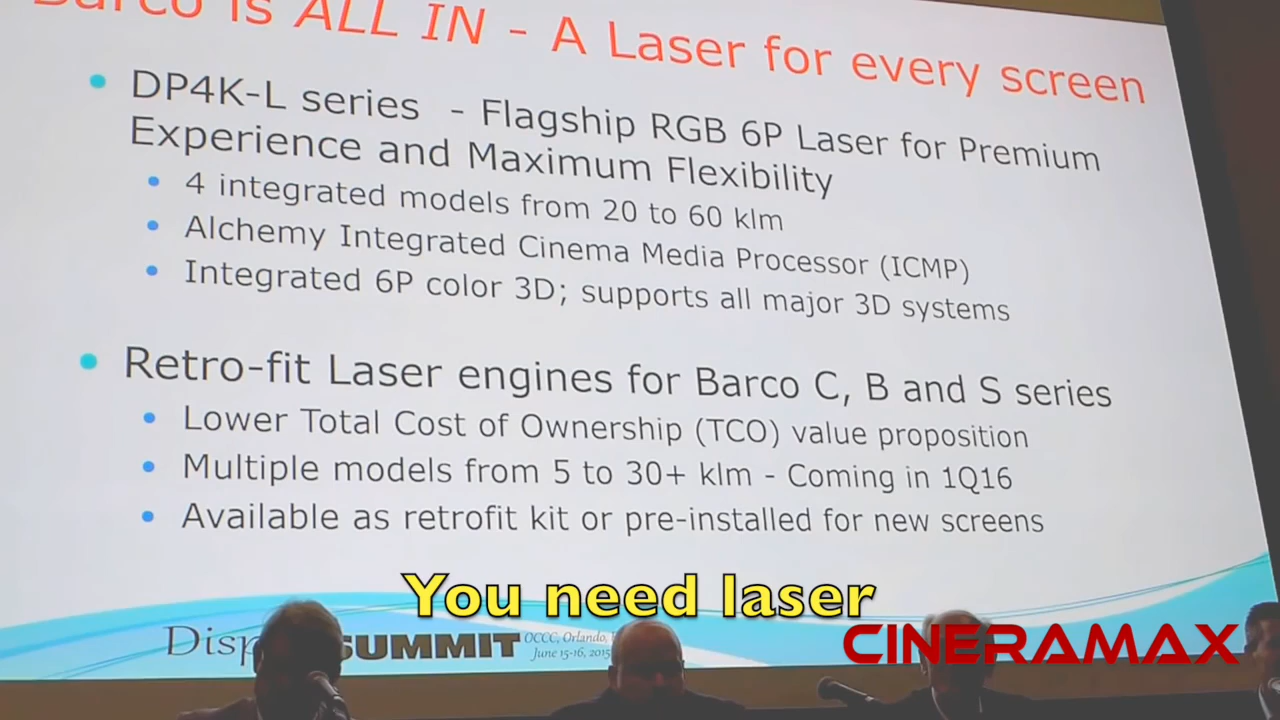 Barco is ALL IN - A Laser for every screen
• DP4K-L series - Flagship RGB 6P Laser for Premium
Experience and Maximum Flexibility
• 4 integrated models from 20 to 60 klm
• Alchemy Integrated Cinema Media Processor (ICMP)
• Integrated 6P color 3D; supports all major 3D systems
• Retro-fit Laser engines for Barco C, B and S series
• Lower Total Cost of Ownership (TCO) value proposition
• Multiple models from 5 to 30+ klm - Coming in 1Q16
• Available as retrofit kit or pre-installed for new screens
You need laser
SUMMIT
OCCC, Orlando,
June 15-16, 2015
CINERAMAX